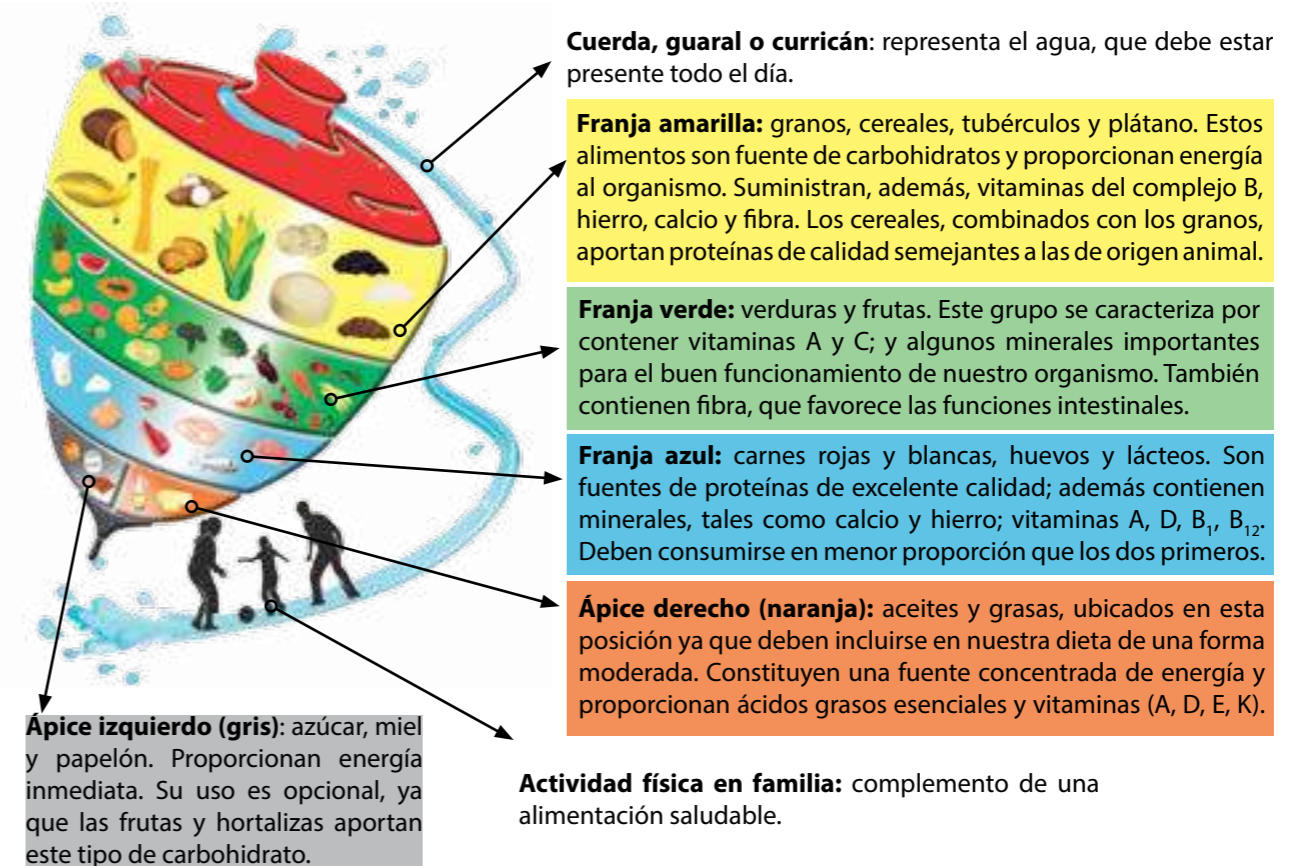 Cuerda, guaral o curricán: representa el agua, que debe estar
presente todo el día.
Franja amarilla: granos, cereales, tubérculos y plátano. Estos
alimentos son fuente de carbohidratos y proporcionan energía
al organismo. Suministran, además, vitaminas del complejo B,
hierro, calcio y fibra. Los cereales, combinados con los granos,
aportan proteínas de calidad semejantes a las de origen animal.
Franja verde: verduras y frutas. Este grupo se caracteriza por
contener vitaminas A y C; y algunos minerales importantes
para el buen funcionamiento de nuestro organismo. También
contienen fibra, que favorece las funciones intestinales.
Franja azul: carnes rojas y blancas, huevos y lácteos. Son
fuentes de proteínas de excelente calidad; además contienen
minerales, tales como calcio y hierro; vitaminas A, D, B₁, B₁₂.
Deben consumirse en menor proporción que los dos primeros.
Ápice derecho (naranja): aceites y grasas, ubicados en esta
posición ya que deben incluirse en nuestra dieta de una forma
moderada. Constituyen una fuente concentrada de energía y
proporcionan ácidos grasos esenciales y vitaminas (A, D, E, K).
Ápice izquierdo (gris): azúcar, miel
y papelón. Proporcionan energía
inmediata. Su uso es opcional, ya
que las frutas y hortalizas aportan
este tipo de carbohidrato.
Actividad física en familia: complemento de una
alimentación saludable.